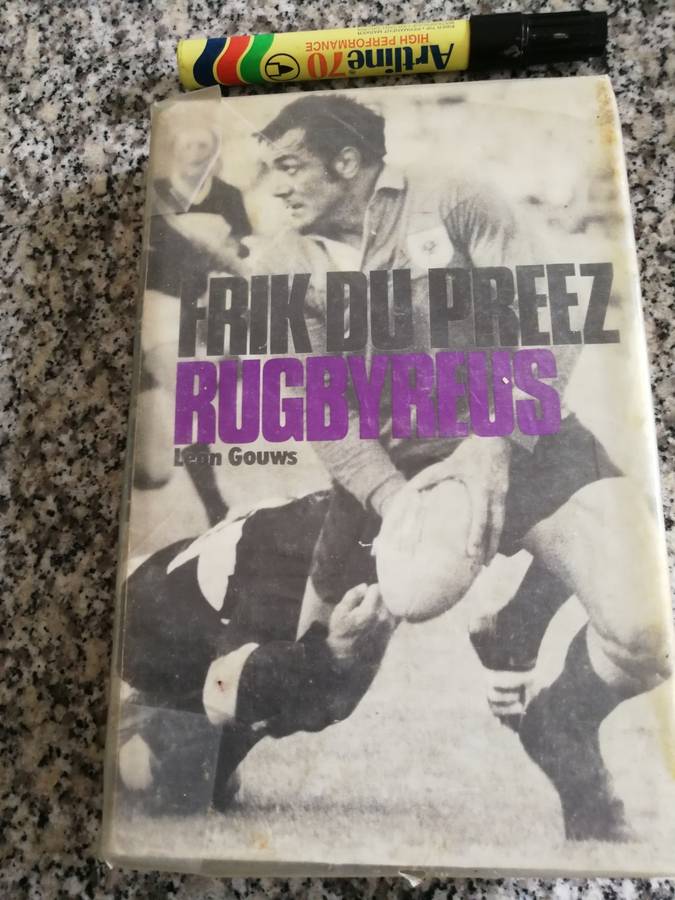 Artline 70
HIGH PERFORMANCE
FRIK DU PREEZ
RUGBYREUS
Leon Gouws